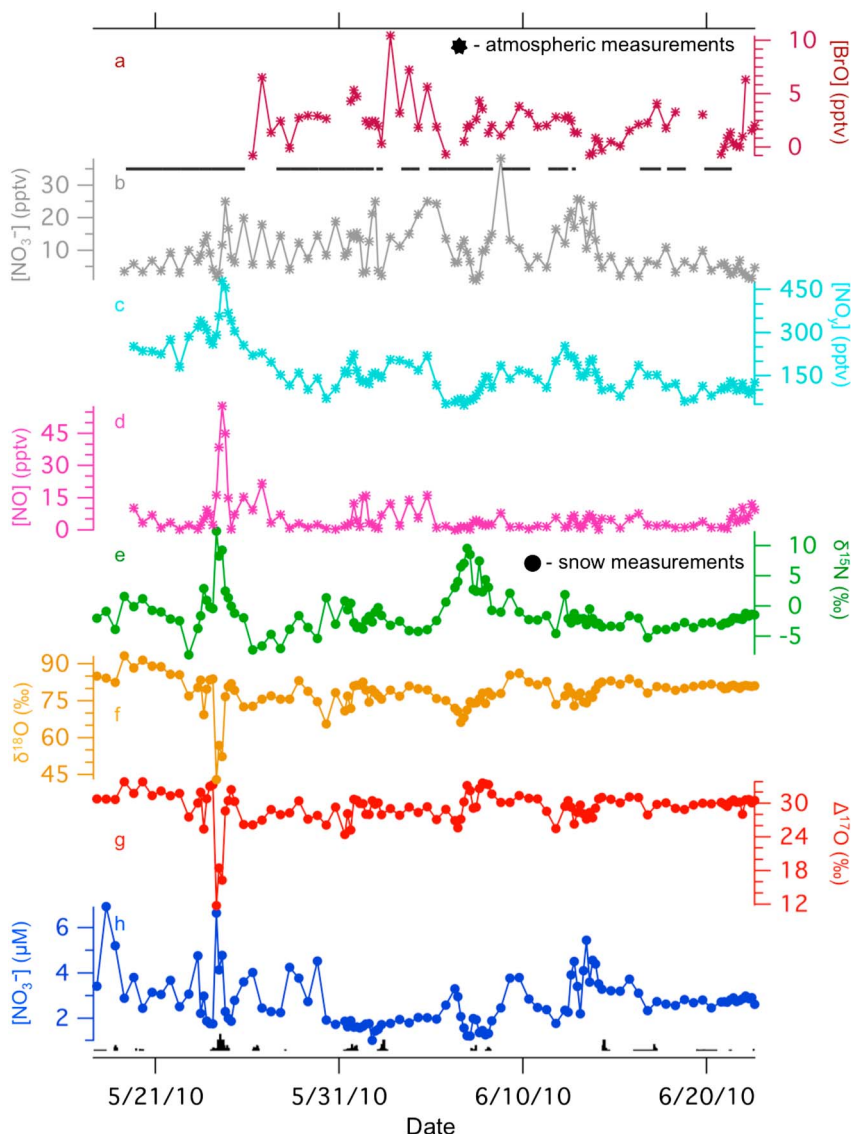 a
✸ - atmospheric measurements
10
5
0
[BrO] (pptv)
b
30
20
10
[NO₃⁻] (pptv)
c
450
300
150
[NOy] (pptv)
d
45
30
15
0
[NO] (pptv)
e
● - snow measurements
10
5
0
-5
δ¹⁵N (‰)
f
90
75
60
45
δ¹⁸O (‰)
g
30
24
18
12
Δ¹⁷O (‰)
h
6
4
2
[NO₃⁻] (µM)
5/21/10 5/31/10 6/10/10 6/20/10
Date